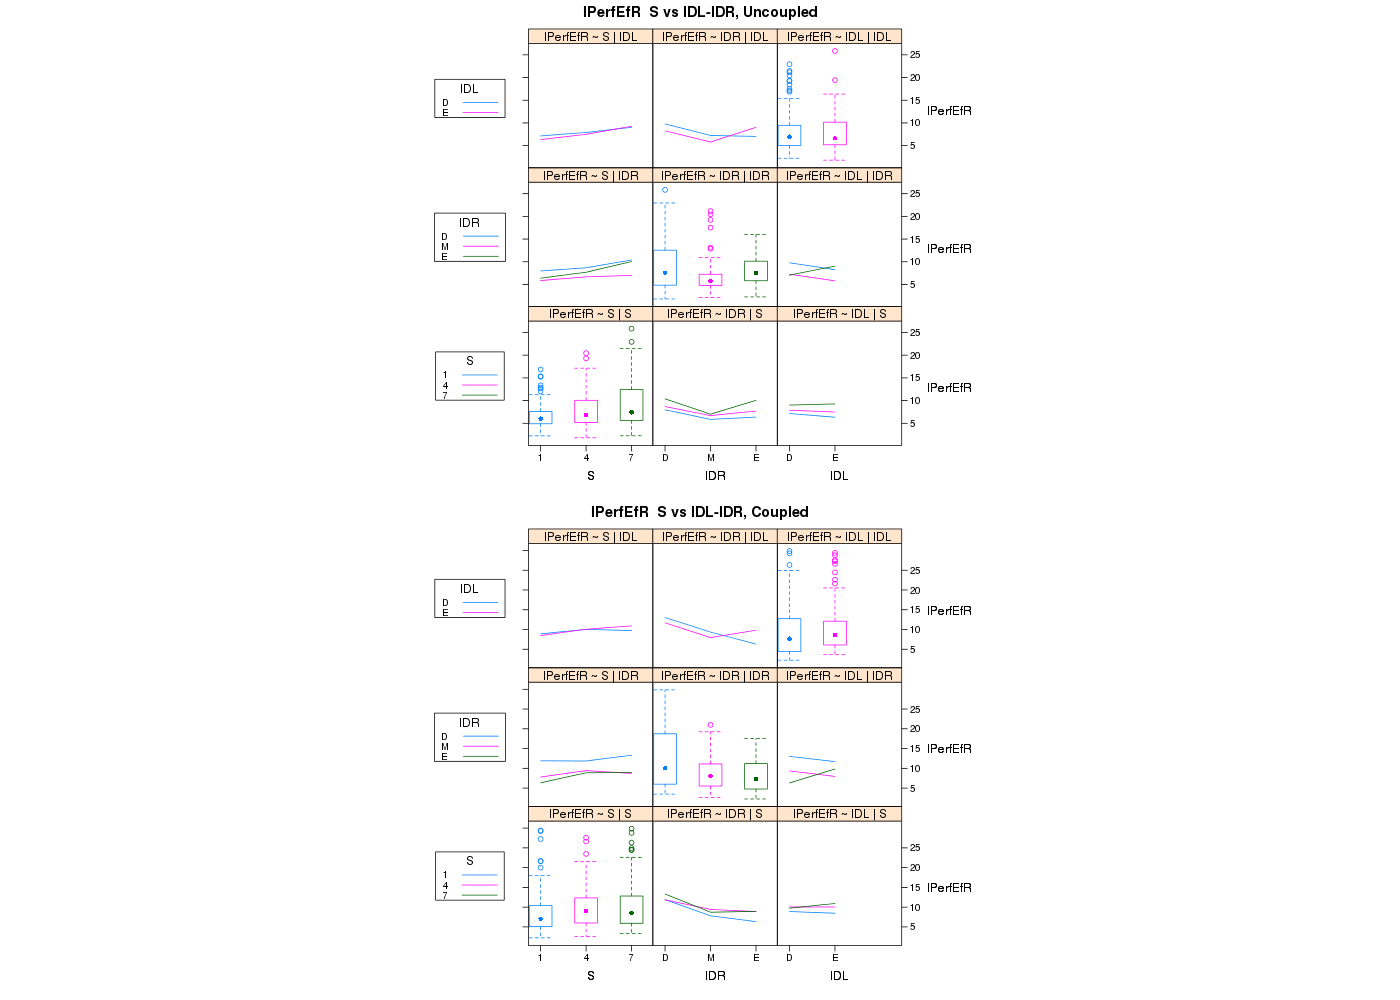 IPerfEfR  S vs IDL-IDR, Uncoupled
IPerfEfR ~ S | IDL IPerfEfR ~ IDR | IDL IPerfEfR ~ IDL | IDL
IDL
D
E
25
20
15
10
5
IPerfEfR
IPerfEfR ~ S | IDR IPerfEfR ~ IDR | IDR IPerfEfR ~ IDL | IDR
IDR
D
M
E
25
20
15
10
5
IPerfEfR
IPerfEfR ~ S | S IPerfEfR ~ IDR | S IPerfEfR ~ IDL | S
S
1
4
7
25
20
15
10
5
IPerfEfR
1 4 7 D M E D E
S IDR IDL
IPerfEfR  S vs IDL-IDR, Coupled
IPerfEfR ~ S | IDL IPerfEfR ~ IDR | IDL IPerfEfR ~ IDL | IDL
IDL
D
E
25
20
15
10
5
IPerfEfR
IPerfEfR ~ S | IDR IPerfEfR ~ IDR | IDR IPerfEfR ~ IDL | IDR
IDR
D
M
E
25
20
15
10
5
IPerfEfR
IPerfEfR ~ S | S IPerfEfR ~ IDR | S IPerfEfR ~ IDL | S
S
1
4
7
25
20
15
10
5
IPerfEfR
1 4 7 D M E D E
S IDR IDL